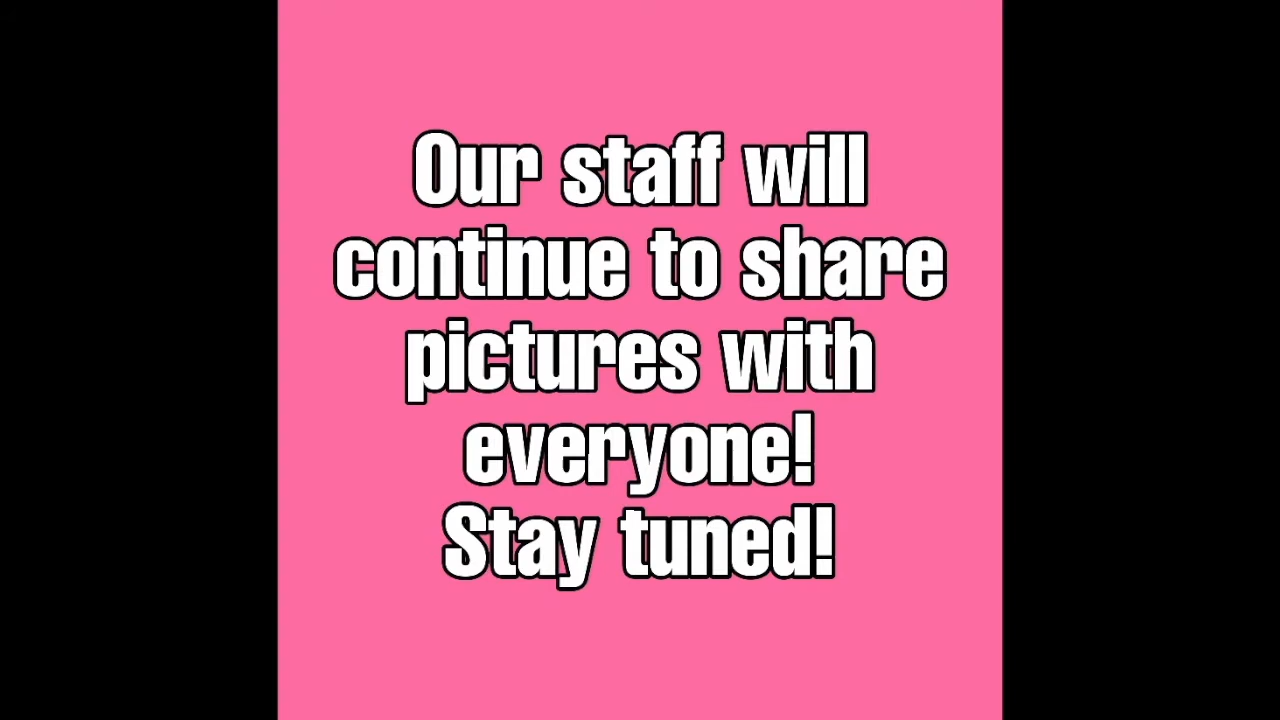 Our staff will
continue to share
pictures with
everyone!
Stay tuned!